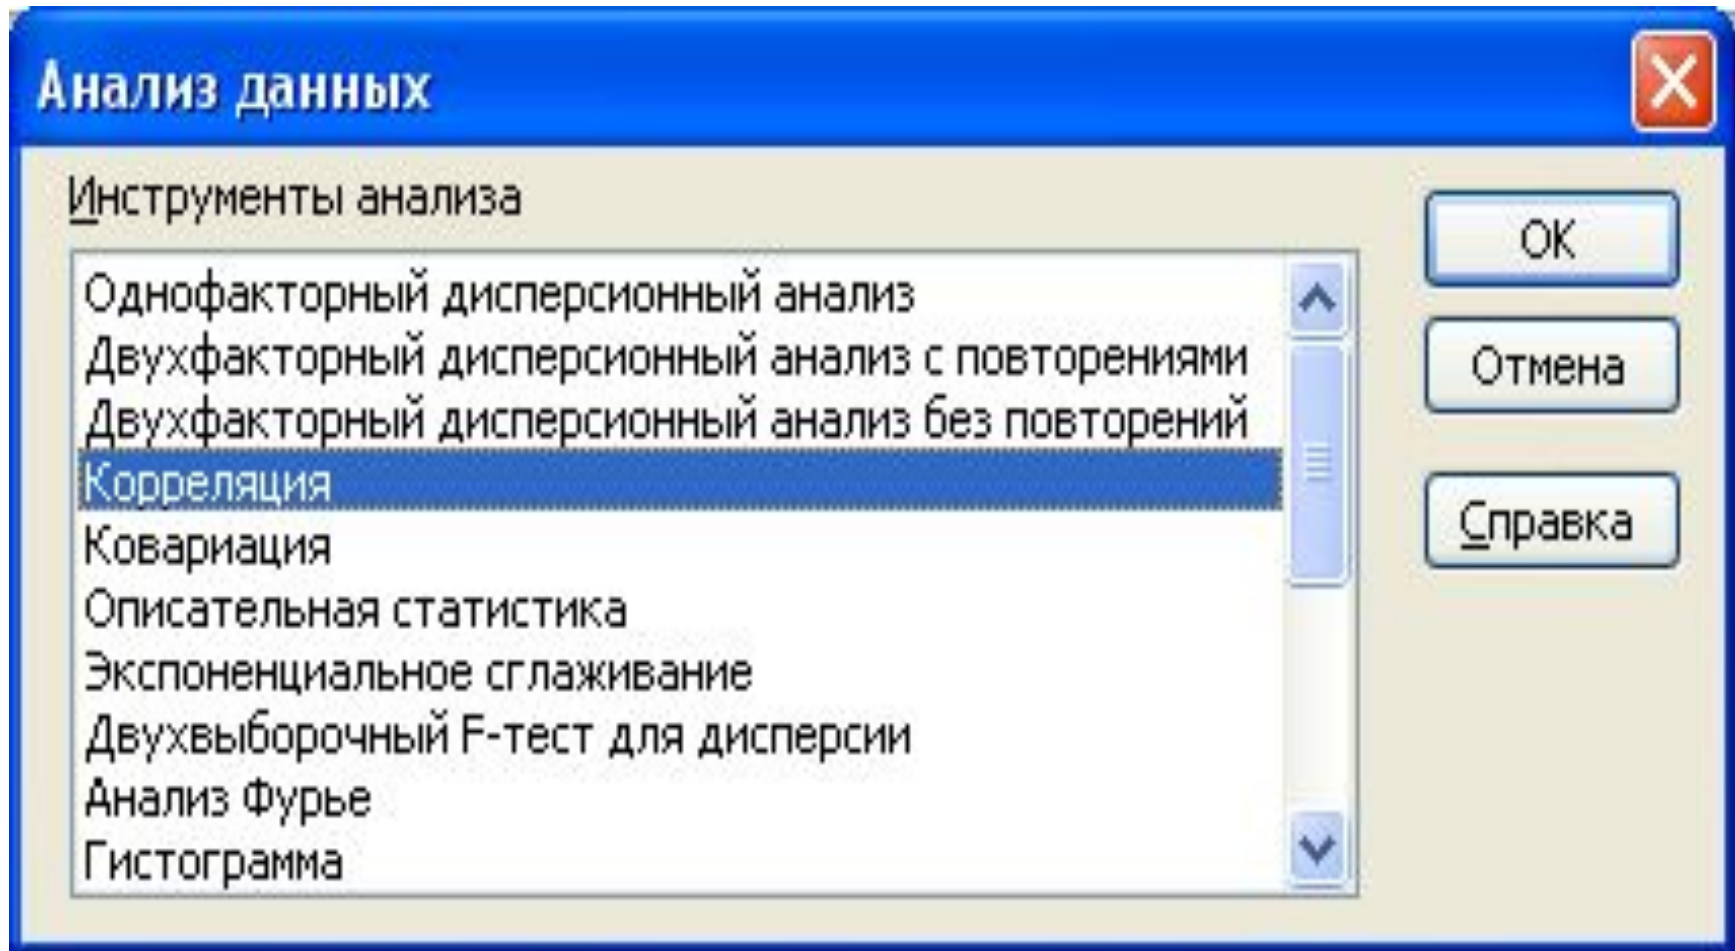 Анализ данных
Инструменты анализа
Однофакторный дисперсионный анализ
Двухфакторный дисперсионный анализ с повторениями
Двухфакторный дисперсионный анализ без повторений
Корреляция
Ковариация
Описательная статистика
Экспоненциальное сглаживание
Двухвыборочный F-тест для дисперсии
Анализ Фурье
Гистограмма
ОК
Отмена
Справка